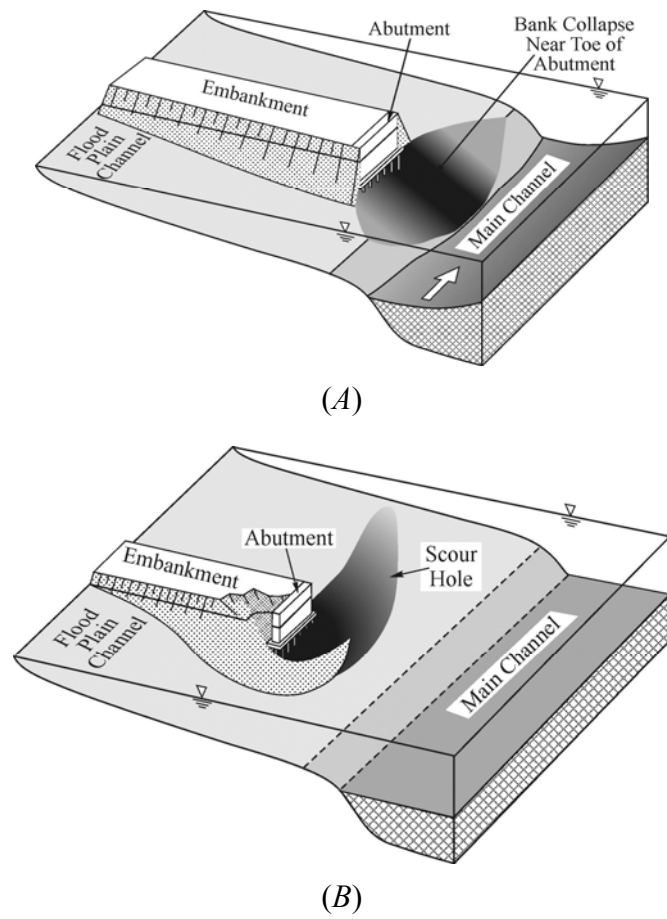 Abutment
Bank Collapse
Near Toe of
Abutment
Embankment
Flood
Plain
Channel
Main Channel
(A)
Abutment
Embankment
Scour
Hole
Flood
Plain
Channel
Main Channel
(B)